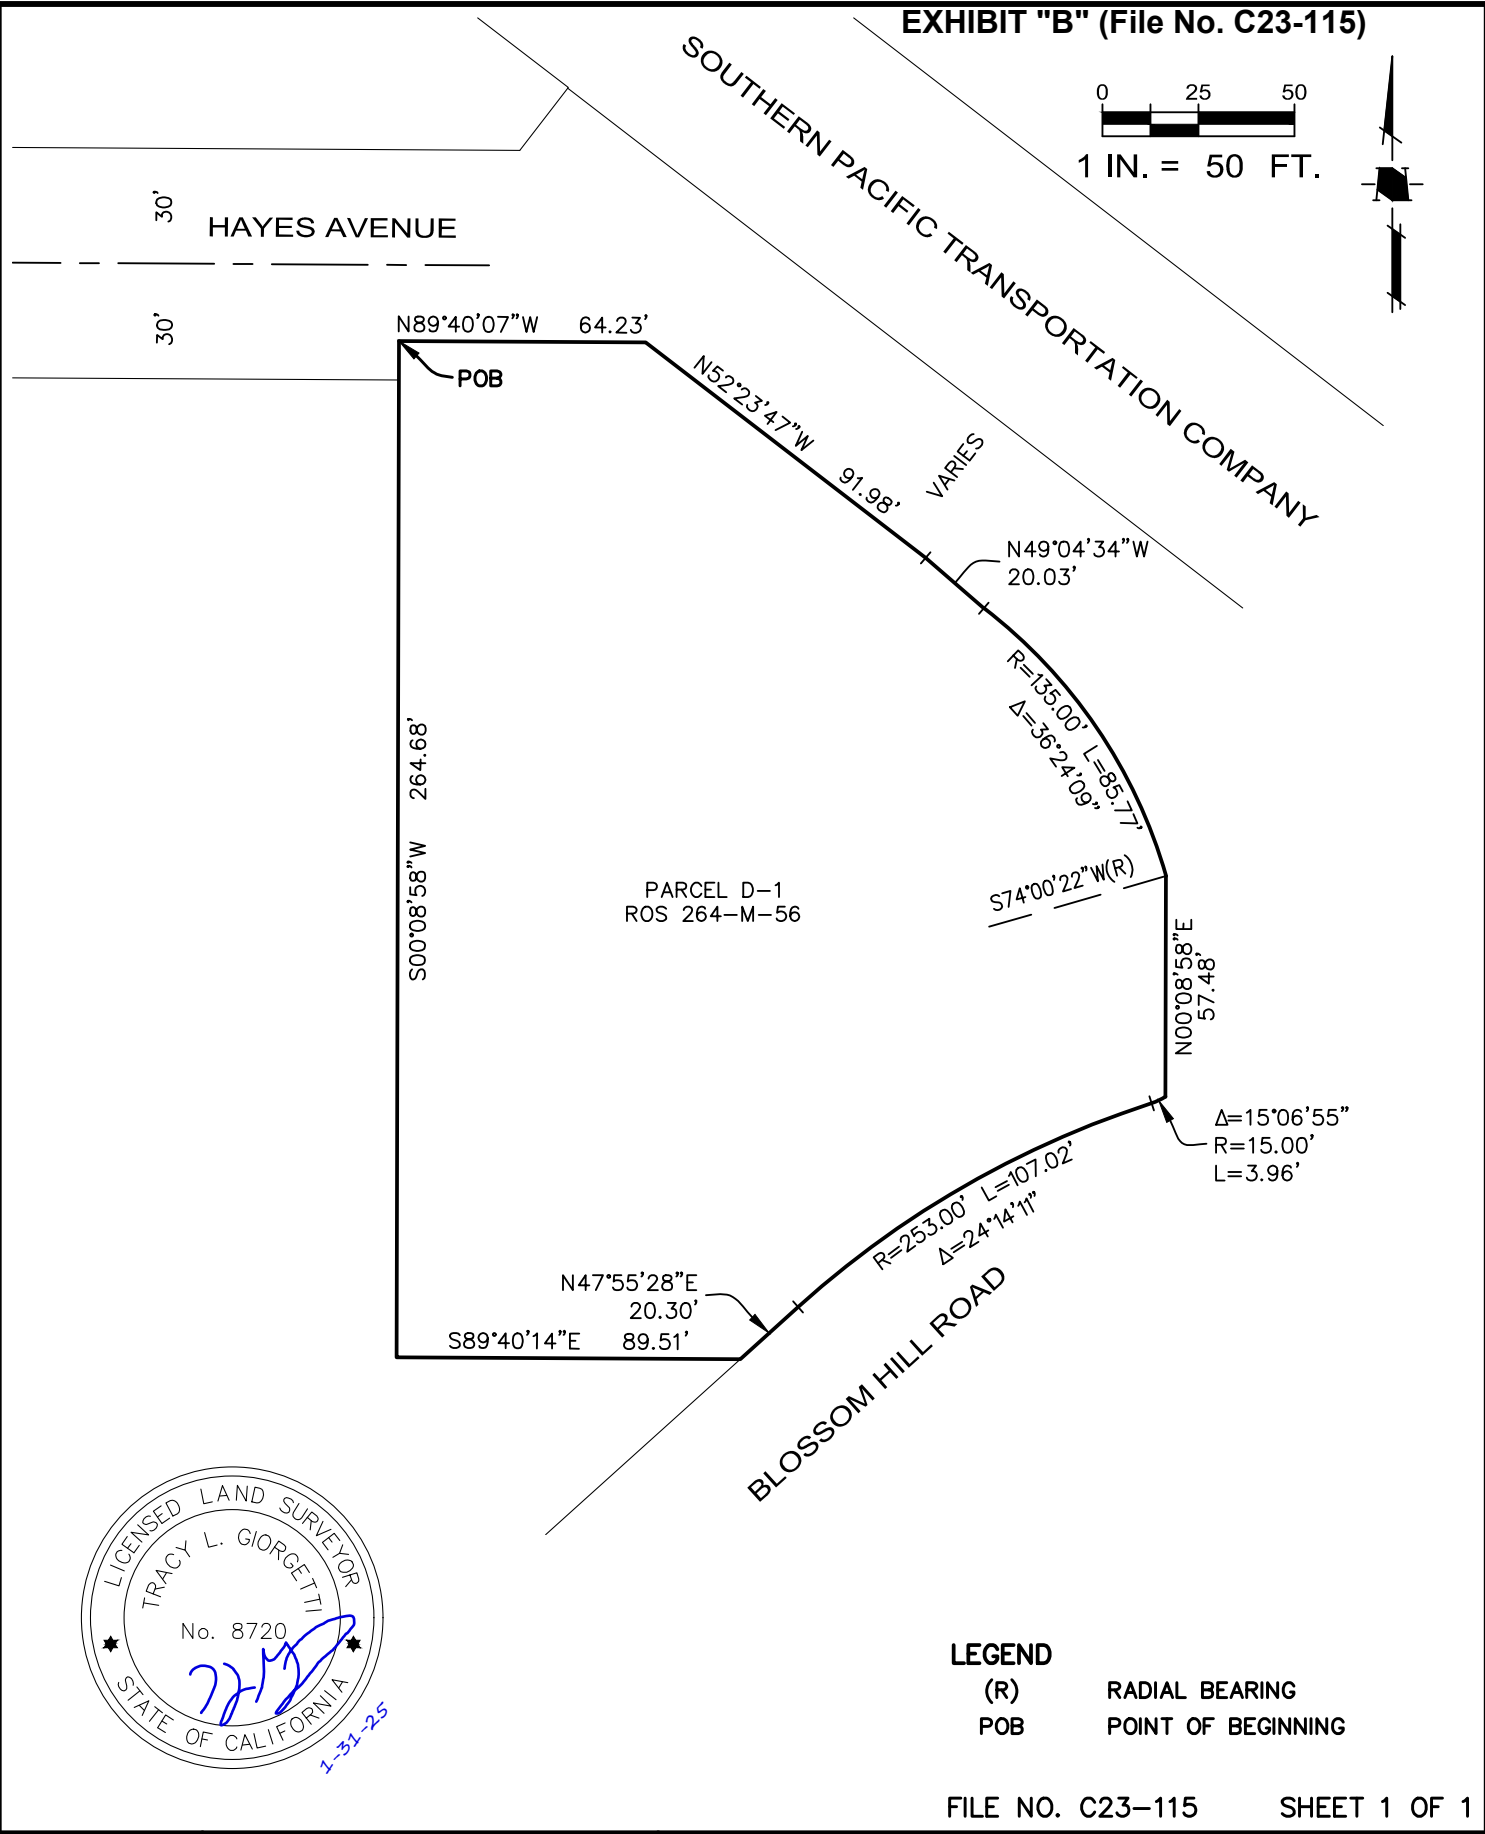 EXHIBIT "B" (File No. C23-115)
0 25 50
1 IN. = 50 FT.
SOUTHERN PACIFIC TRANSPORTATION COMPANY
30'
HAYES AVENUE
30'
N89°40'07"W 64.23'
POB
N52°23'47"W 91.98'
VARIES
N49°04'34"W
20.03'
R=135.00' L=85.77'
Δ=36°24'09"
S00°08'58"W 264.68'
PARCEL D-1
ROS 264-M-56
S74°00'22"W(R)
N00°08'58"E
57.48'
Δ=15°06'55"
R=15.00'
L=3.96'
R=253.00' L=107.02'
Δ=24°14'11"
N47°55'28"E
20.30'
S89°40'14"E 89.51'
BLOSSOM HILL ROAD
LICENSED LAND SURVEYOR
TRACY L. GIORGETTI
No. 8720
STATE OF CALIFORNIA
1-31-25
LEGEND
(R) RADIAL BEARING
POB POINT OF BEGINNING
FILE NO. C23-115 SHEET 1 OF 1